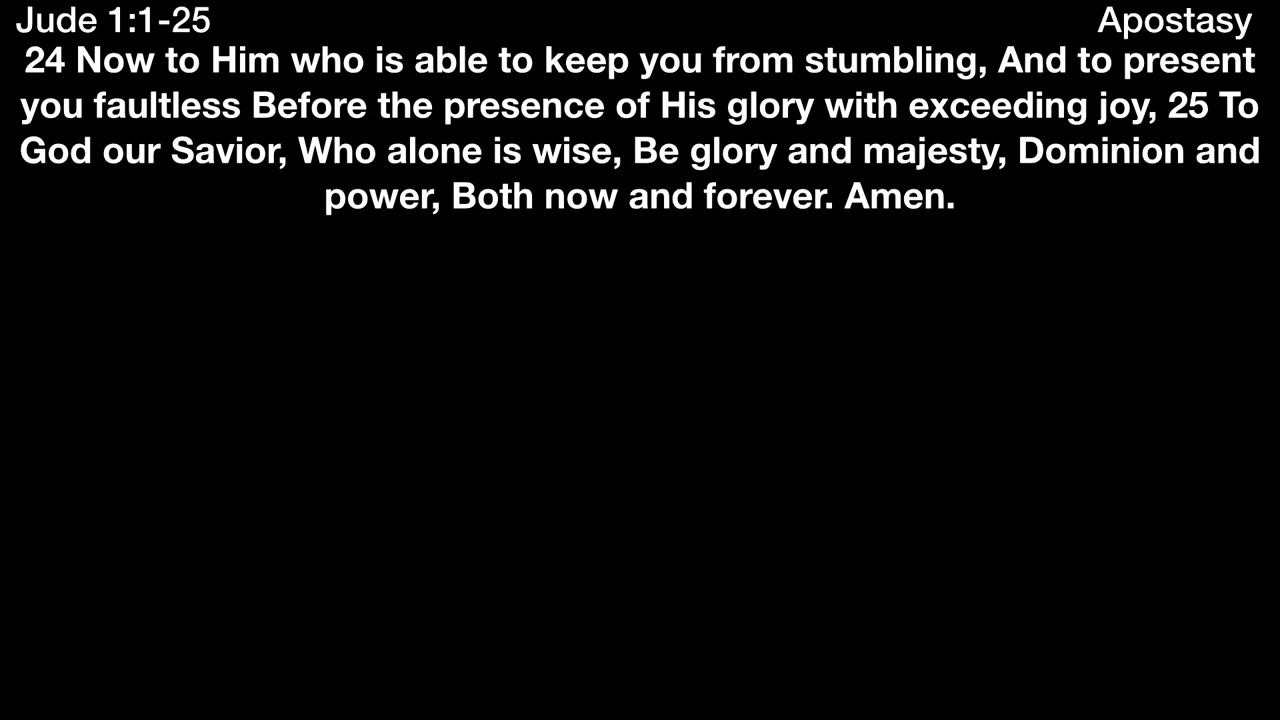 Jude 1:1-25
Apostasy
24 Now to Him who is able to keep you from stumbling, And to present
you faultless Before the presence of His glory with exceeding joy, 25 To
God our Savior, Who alone is wise, Be glory and majesty, Dominion and
power, Both now and forever. Amen.